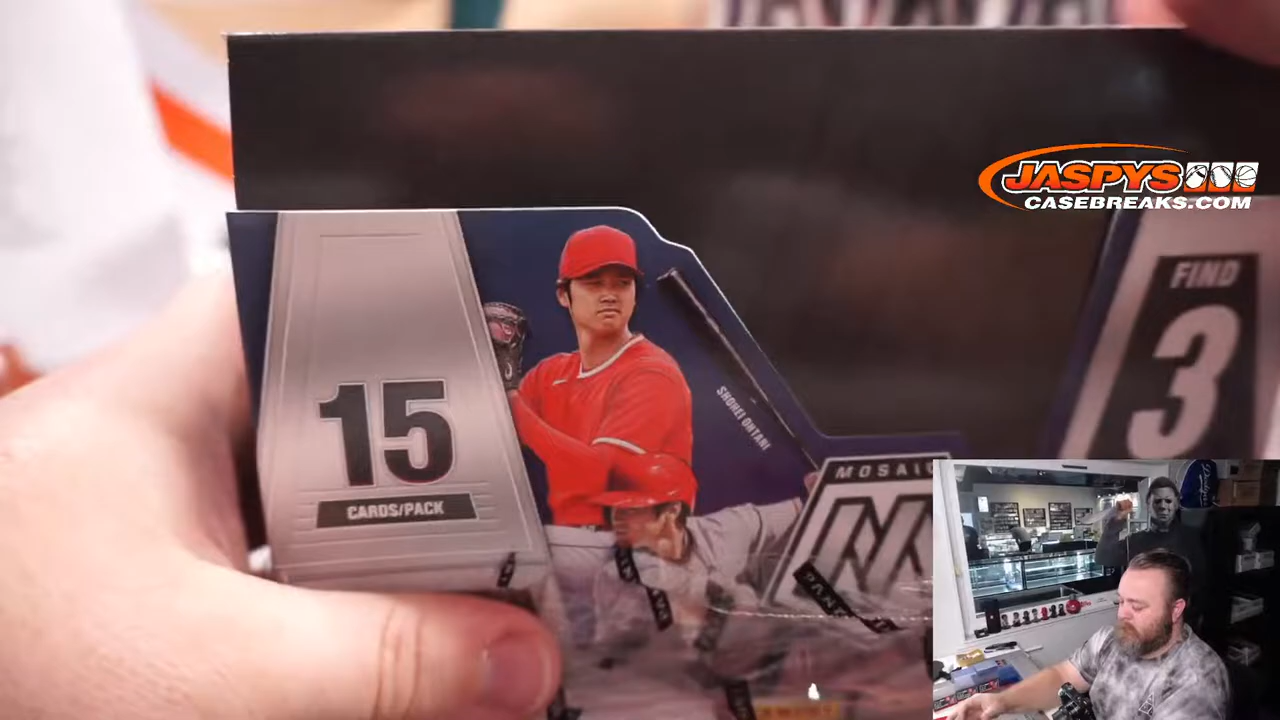 JASPYS
CASEBREAKS.COM
FIND
3
15
CARDS/PACK
SHOHEI OHTANI
MOSAIC